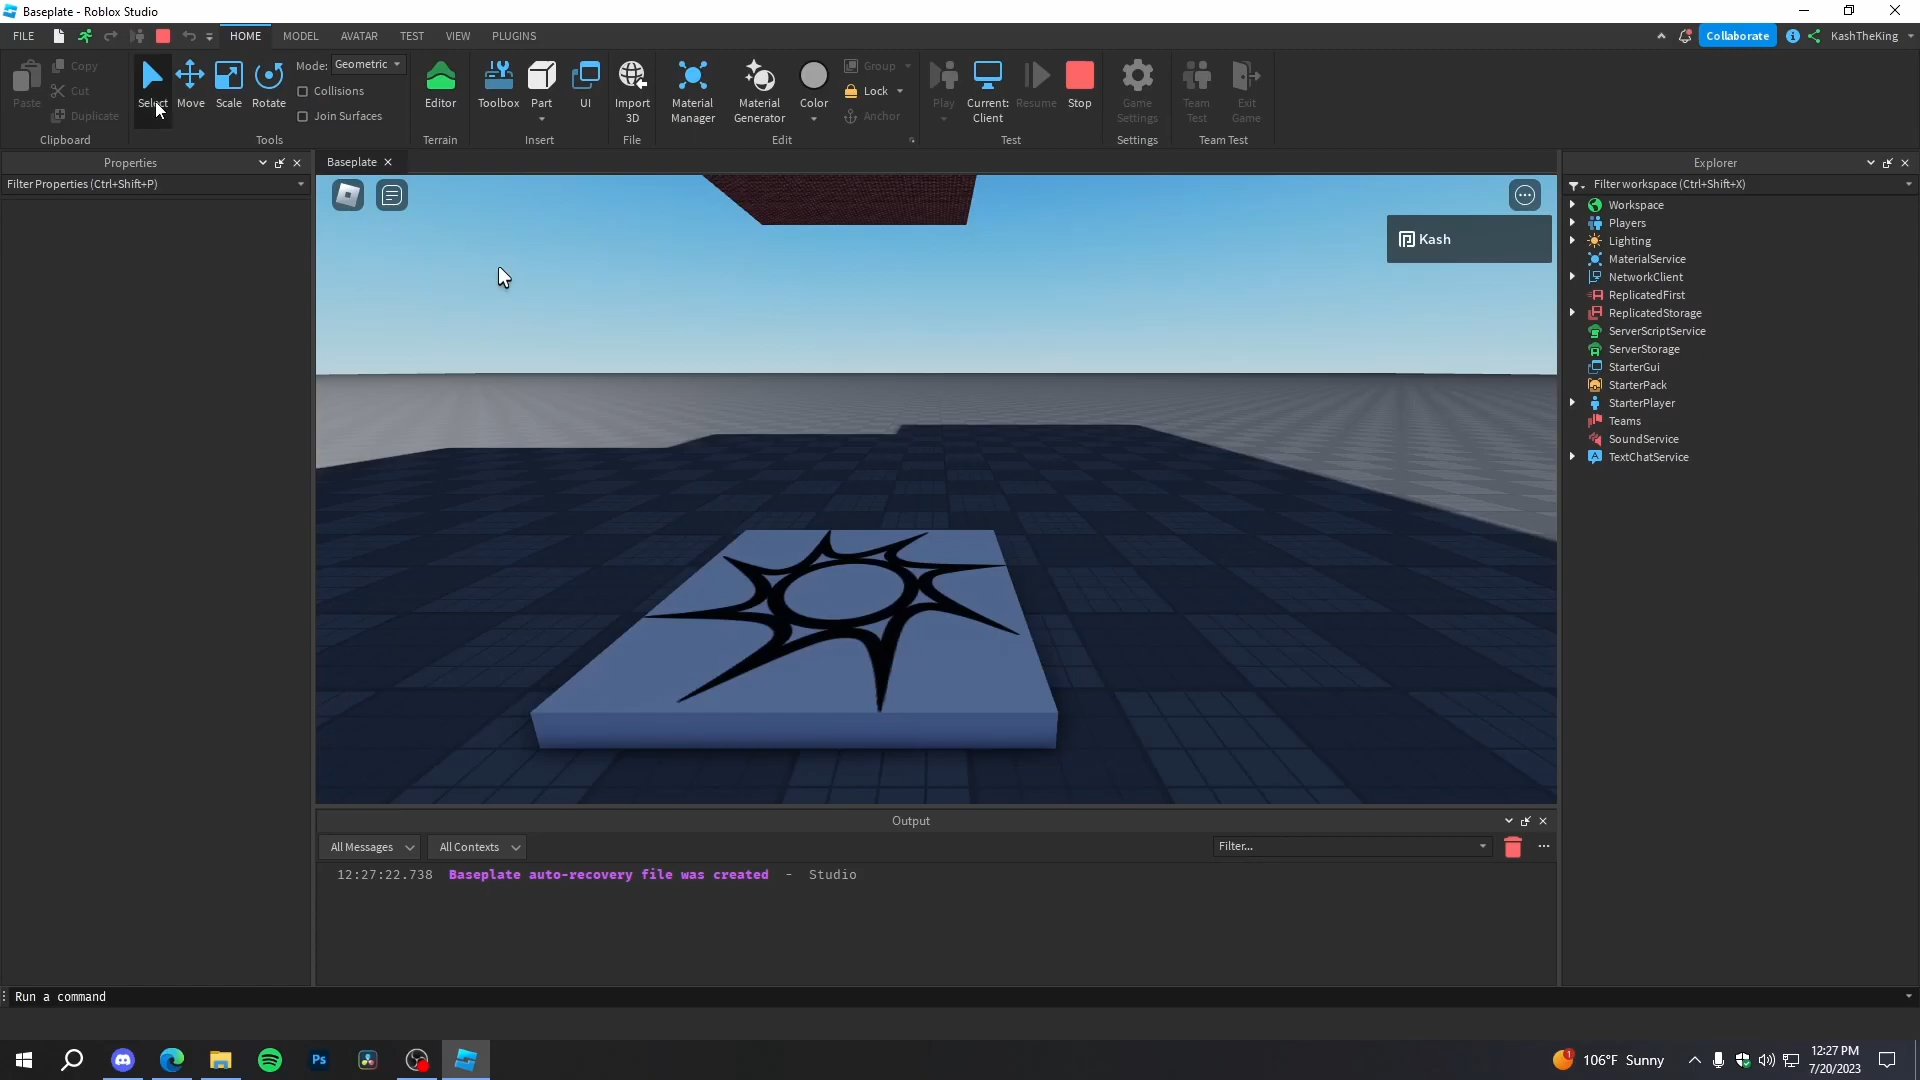 Baseplate - Roblox Studio
FILE HOME MODEL AVATAR TEST VIEW PLUGINS
Collaborate KashTheKing
Paste
Copy
Cut
Duplicate
Clipboard
Select
Move
Scale
Rotate
Mode: Geometric
Collisions
Join Surfaces
Tools
Editor
Terrain
Toolbox
Part
UI
Insert
Import
3D
File
Material
Manager
Material
Generator
Color
Group
Lock
Anchor
Edit
Play
Current:
Client
Resume
Stop
Test
Game
Settings
Settings
Team
Test
Exit
Game
Team Test
Properties
Filter Properties (Ctrl+Shift+P)
Baseplate
Kash
Explorer
Filter workspace (Ctrl+Shift+X)
Workspace
Players
Lighting
MaterialService
NetworkClient
ReplicatedFirst
ReplicatedStorage
ServerScriptService
ServerStorage
StarterGui
StarterPack
StarterPlayer
Teams
SoundService
TextChatService
Output
All Messages All Contexts Filter...
12:27:22.738 Baseplate auto-recovery file was created - Studio
Run a command
Ps
1
106°F Sunny
12:27 PM
7/20/2023